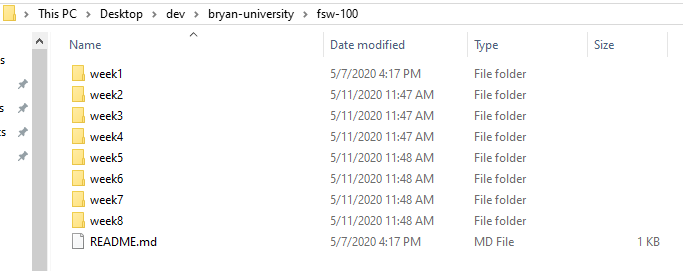 This PC > Desktop > dev > bryan-university > fsw-100
Name Date modified Type Size
week1 5/7/2020 4:17 PM File folder
week2 5/11/2020 11:47 AM File folder
week3 5/11/2020 11:47 AM File folder
week4 5/11/2020 11:47 AM File folder
week5 5/11/2020 11:48 AM File folder
week6 5/11/2020 11:48 AM File folder
week7 5/11/2020 11:48 AM File folder
week8 5/11/2020 11:48 AM File folder
README.md 5/7/2020 4:17 PM MD File 1 KB